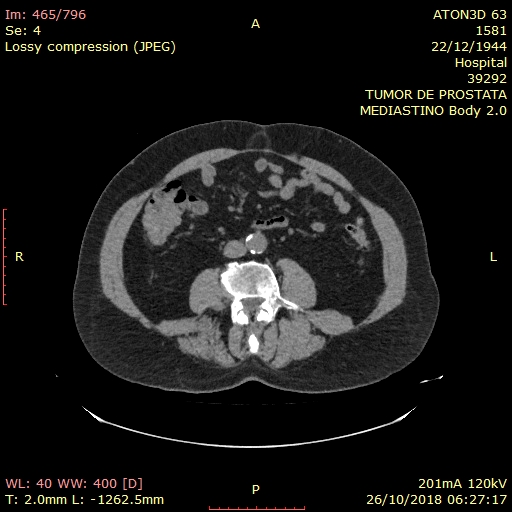 Im: 465/796
Se: 4
Lossy compression (JPEG)
A
ATON3D 63
1581
22/12/1944
Hospital
39292
TUMOR DE PROSTATA
MEDIASTINO Body 2.0
R
L
WL: 40 WW: 400 [D]
T: 2.0mm L: -1262.5mm
P
201mA 120kV
26/10/2018 06:27:17